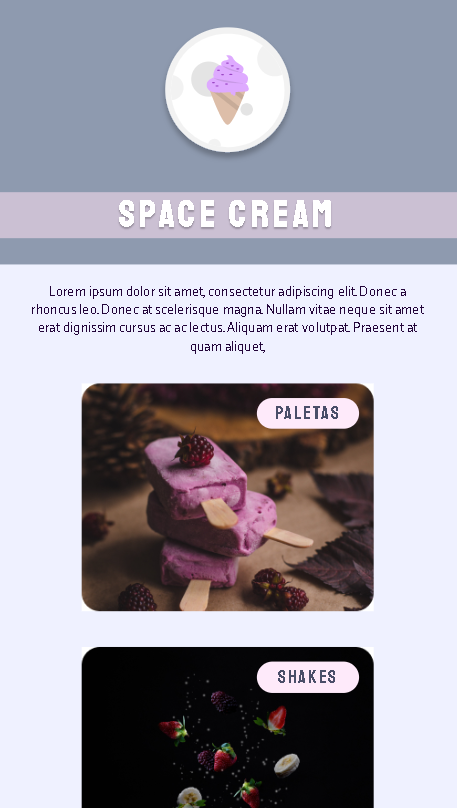 SPACE CREAM
Lorem ipsum dolor sit amet, consectetur adipiscing elit. Donec a
rhoncus leo. Donec at scelerisque magna. Nullam vitae neque sit amet
erat dignissim cursus ac ac lectus. Aliquam erat volutpat. Praesent at
quam aliquet,
PALETAS
SHAKES